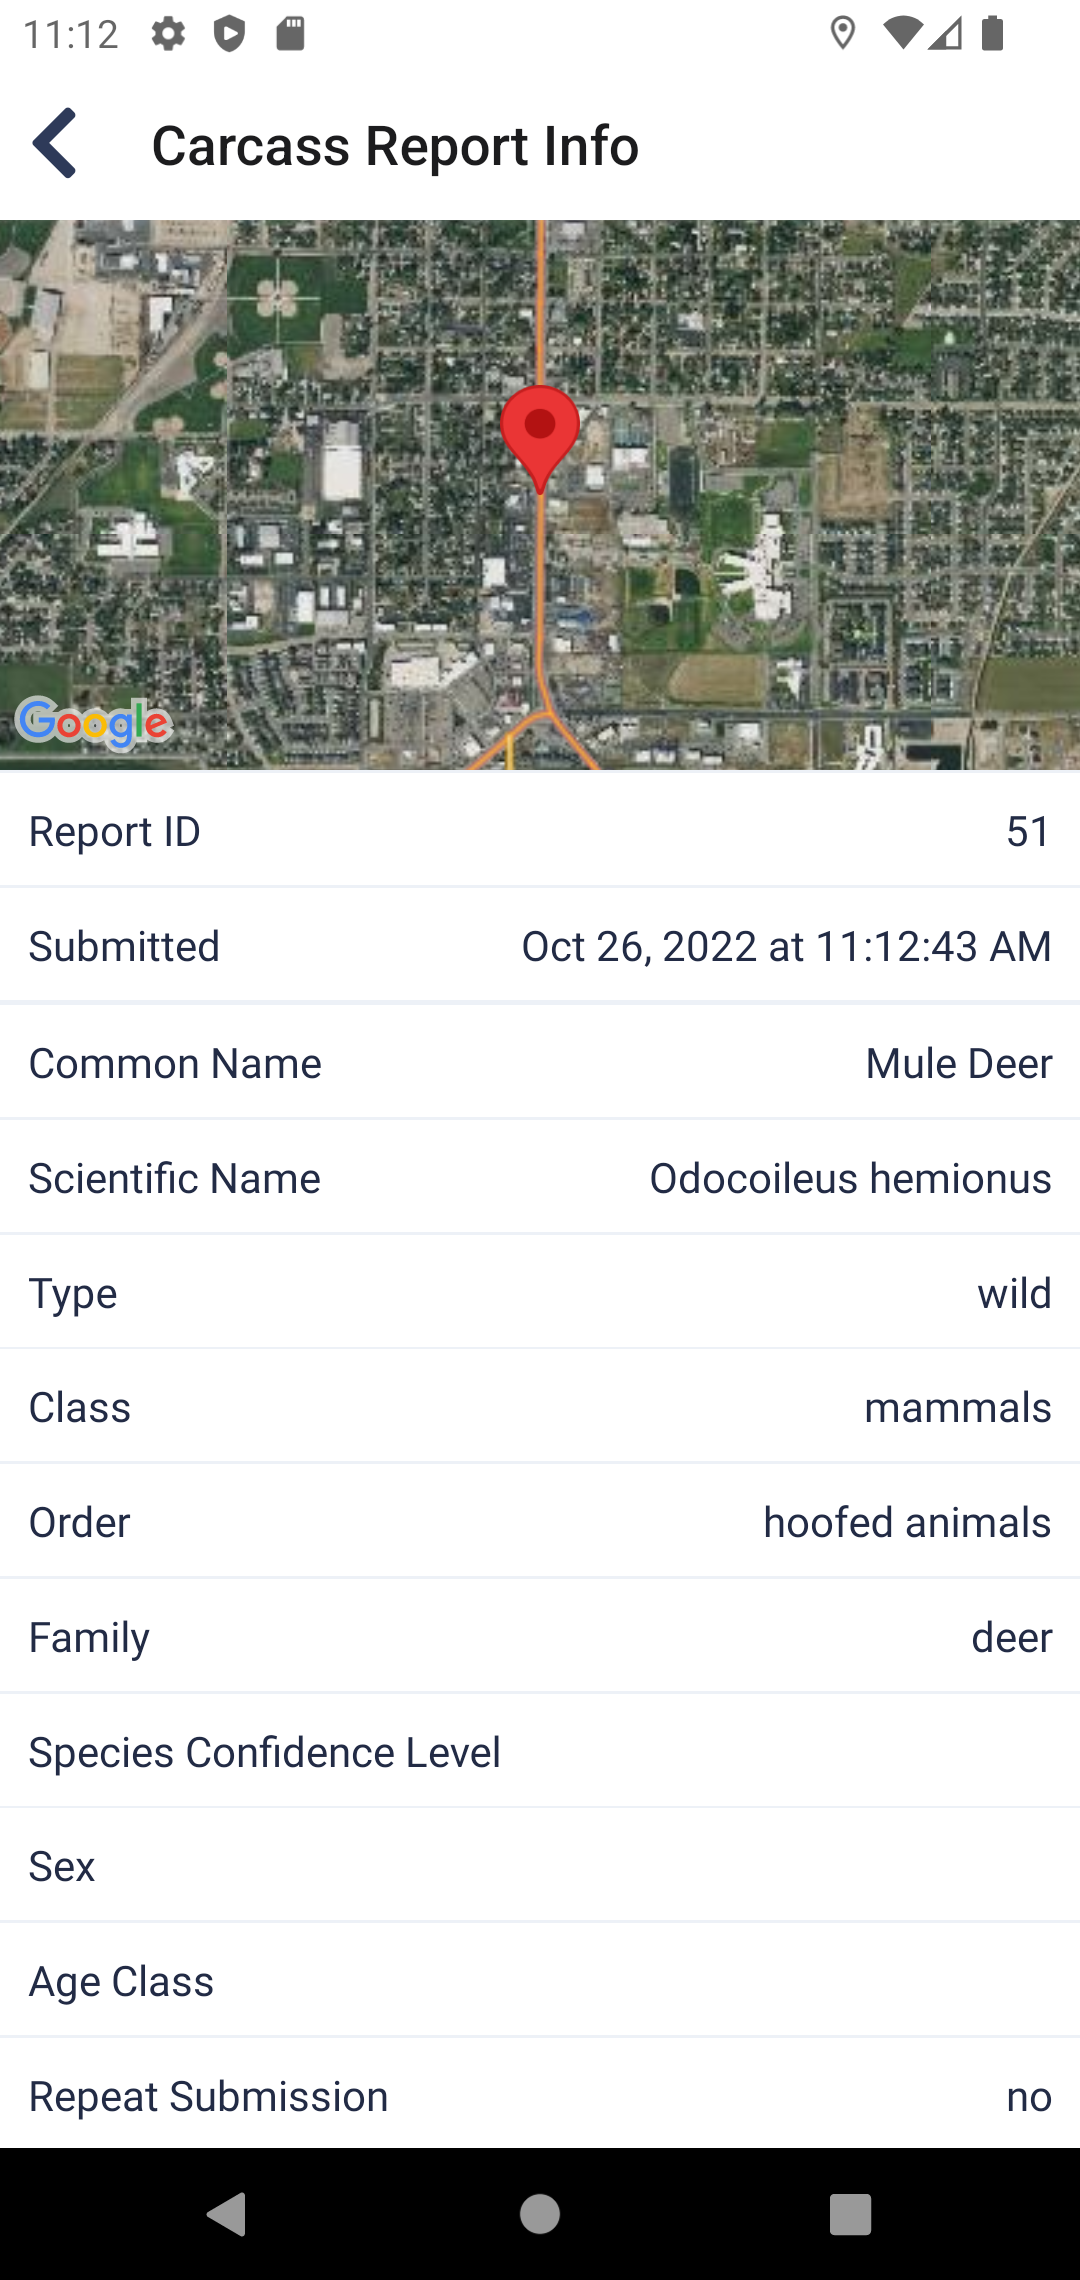 11:12
Carcass Report Info
Google
Report ID 51
Submitted Oct 26, 2022 at 11:12:43 AM
Common Name Mule Deer
Scientific Name Odocoileus hemionus
Type wild
Class mammals
Order hoofed animals
Family deer
Species Confidence Level
Sex
Age Class
Repeat Submission no